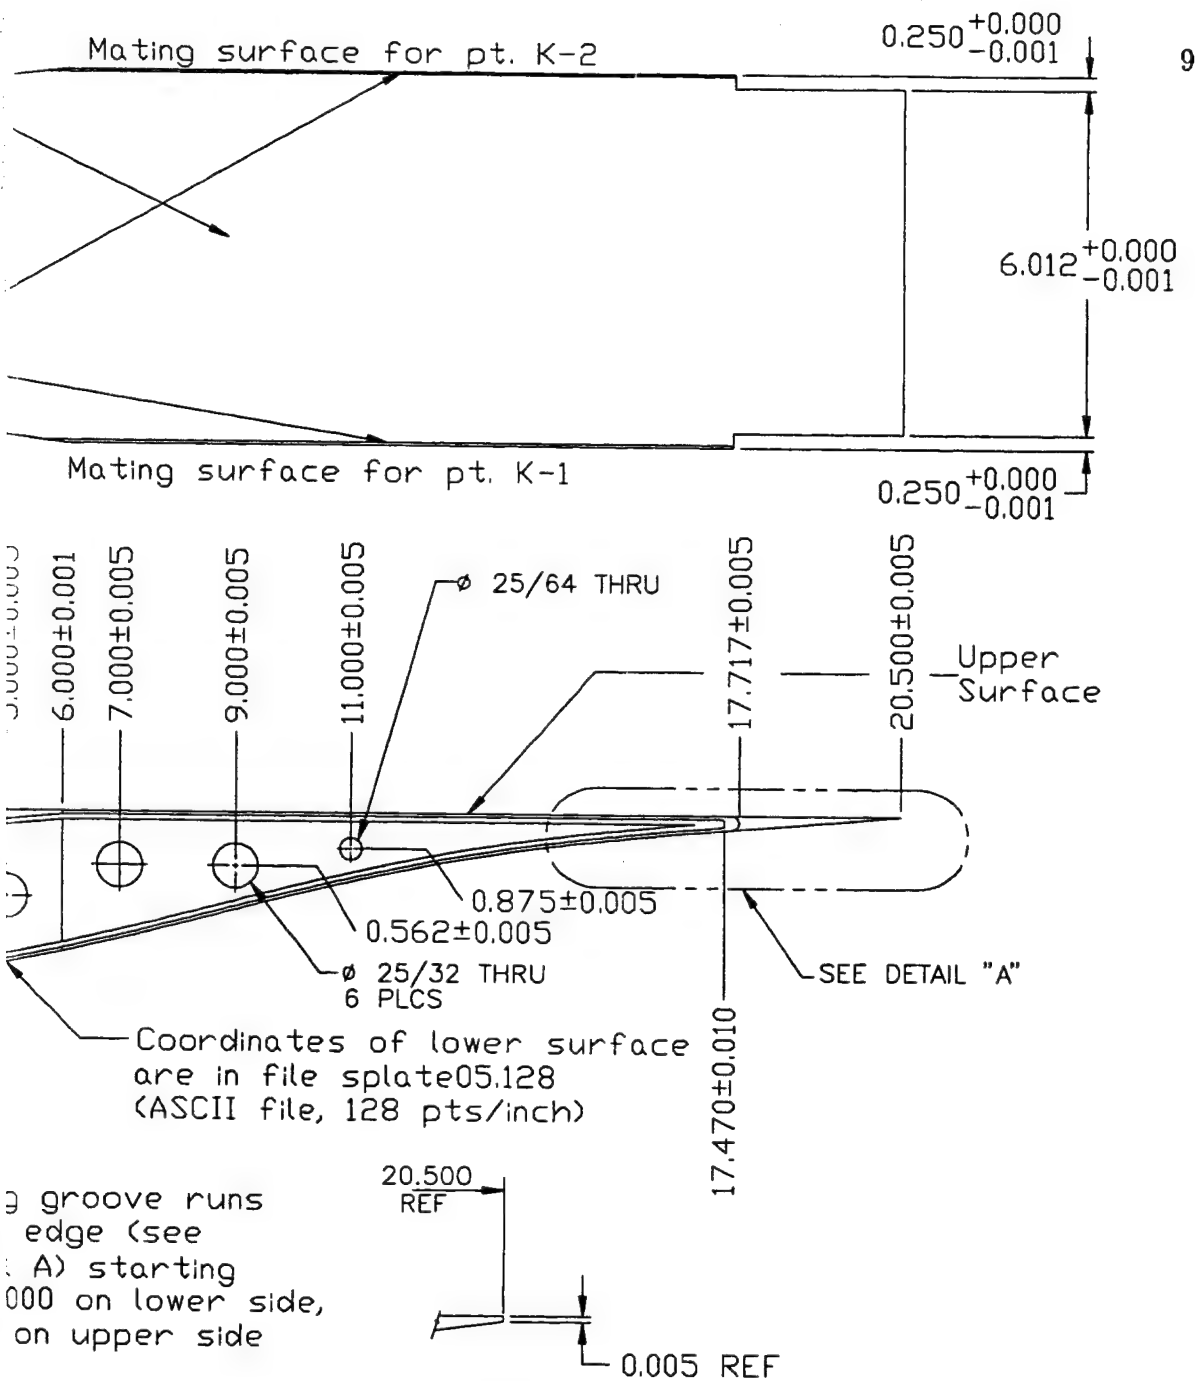 Mating surface for pt. K-2
0.250 +0.000
-0.001
9
6.012 +0.000
-0.001
Mating surface for pt. K-1
0.250 +0.000
-0.001
6.000±0.001
7.000±0.005
9.000±0.005
11.000±0.005
ø 25/64 THRU
17.717±0.005
20.500±0.005
Upper
Surface
0.875±0.005
0.562±0.005
ø 25/32 THRU
6 PLCS
SEE DETAIL "A"
17.470±0.010
Coordinates of lower surface
are in file splate05.128
(ASCII file, 128 pts/inch)
g groove runs
edge (see
A) starting
000 on lower side,
on upper side
20.500
REF
0.005 REF